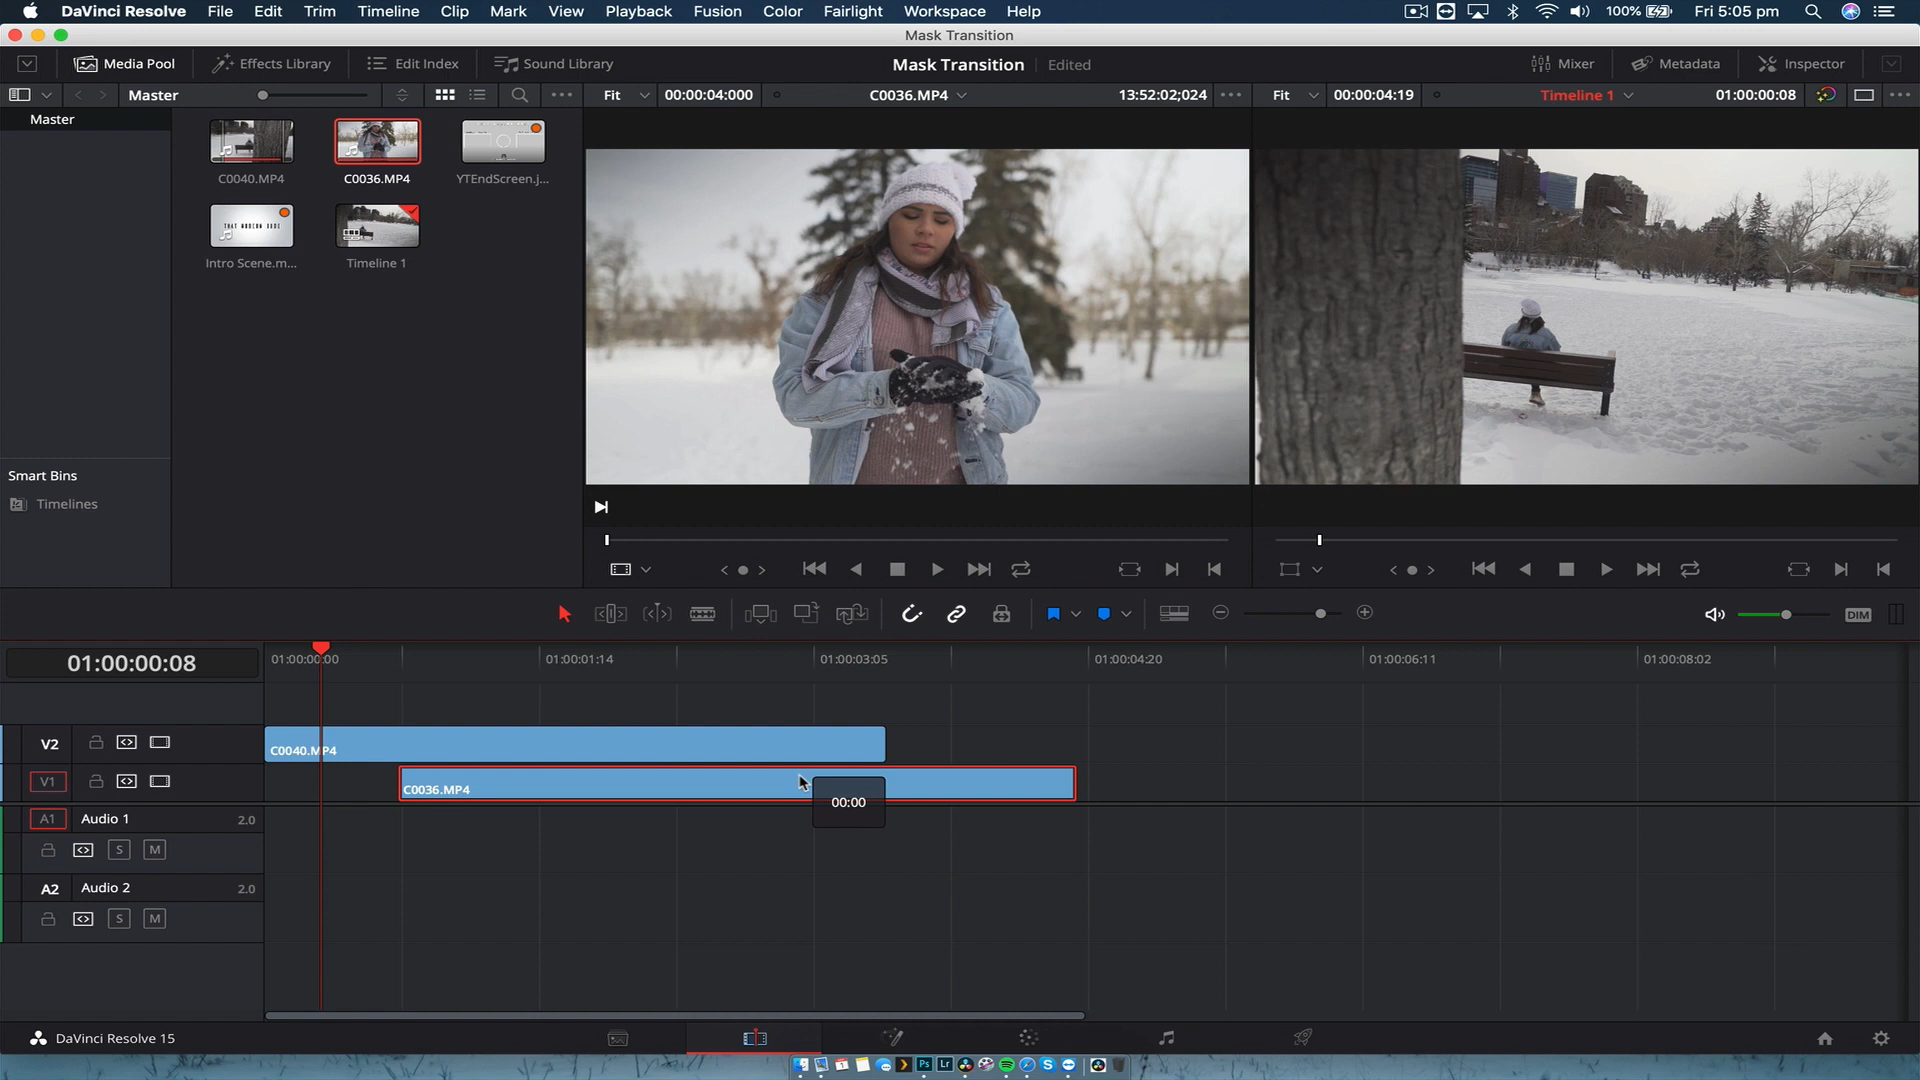 DaVinci Resolve File Edit Trim Timeline Clip Mark View Playback Fusion Color Fairlight Workspace Help 100% Fri 5:05 pm
Mask Transition
Media Pool Effects Library Edit Index Sound Library Mask Transition Edited Mixer Metadata Inspector
Master Fit 00:00:04:000 C0036.MP4 13:52:02;024 Fit 00:00:04:19 Timeline 1 01:00:00:08
Master
C0040.MP4 C0036.MP4 YTEndScreen.j...
THAT MODERN DUDE
Intro Scene.m... Timeline 1
Smart Bins
Timelines
DIM
01:00:00:08 01:00:00:00 01:00:01:14 01:00:03:05 01:00:04:20 01:00:06:11 01:00:08:02
V2 C0040.MP4
V1 C0036.MP4
00:00
A1 Audio 1 2.0
S M
A2 Audio 2 2.0
S M
DaVinci Resolve 15
Ps Lr